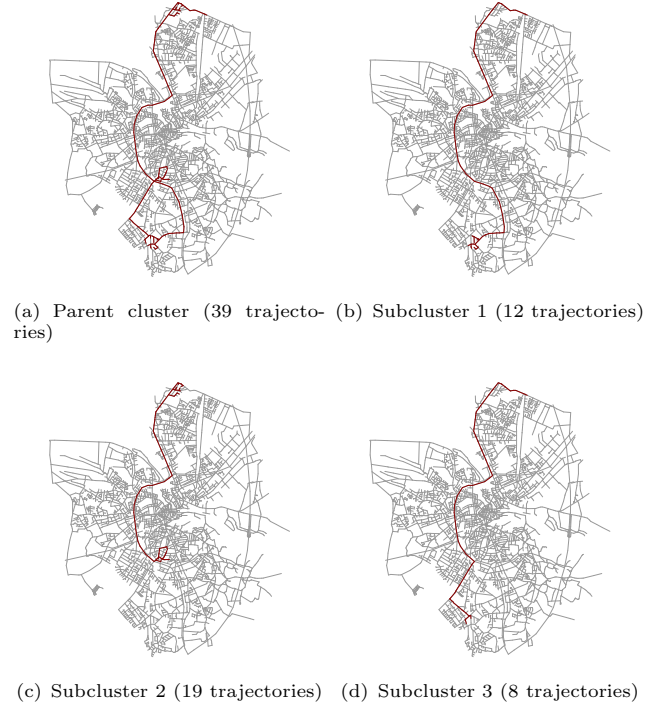 (a) Parent cluster (39 trajecto-
ries)
(b) Subcluster 1 (12 trajectories)
(c) Subcluster 2 (19 trajectories)
(d) Subcluster 3 (8 trajectories)